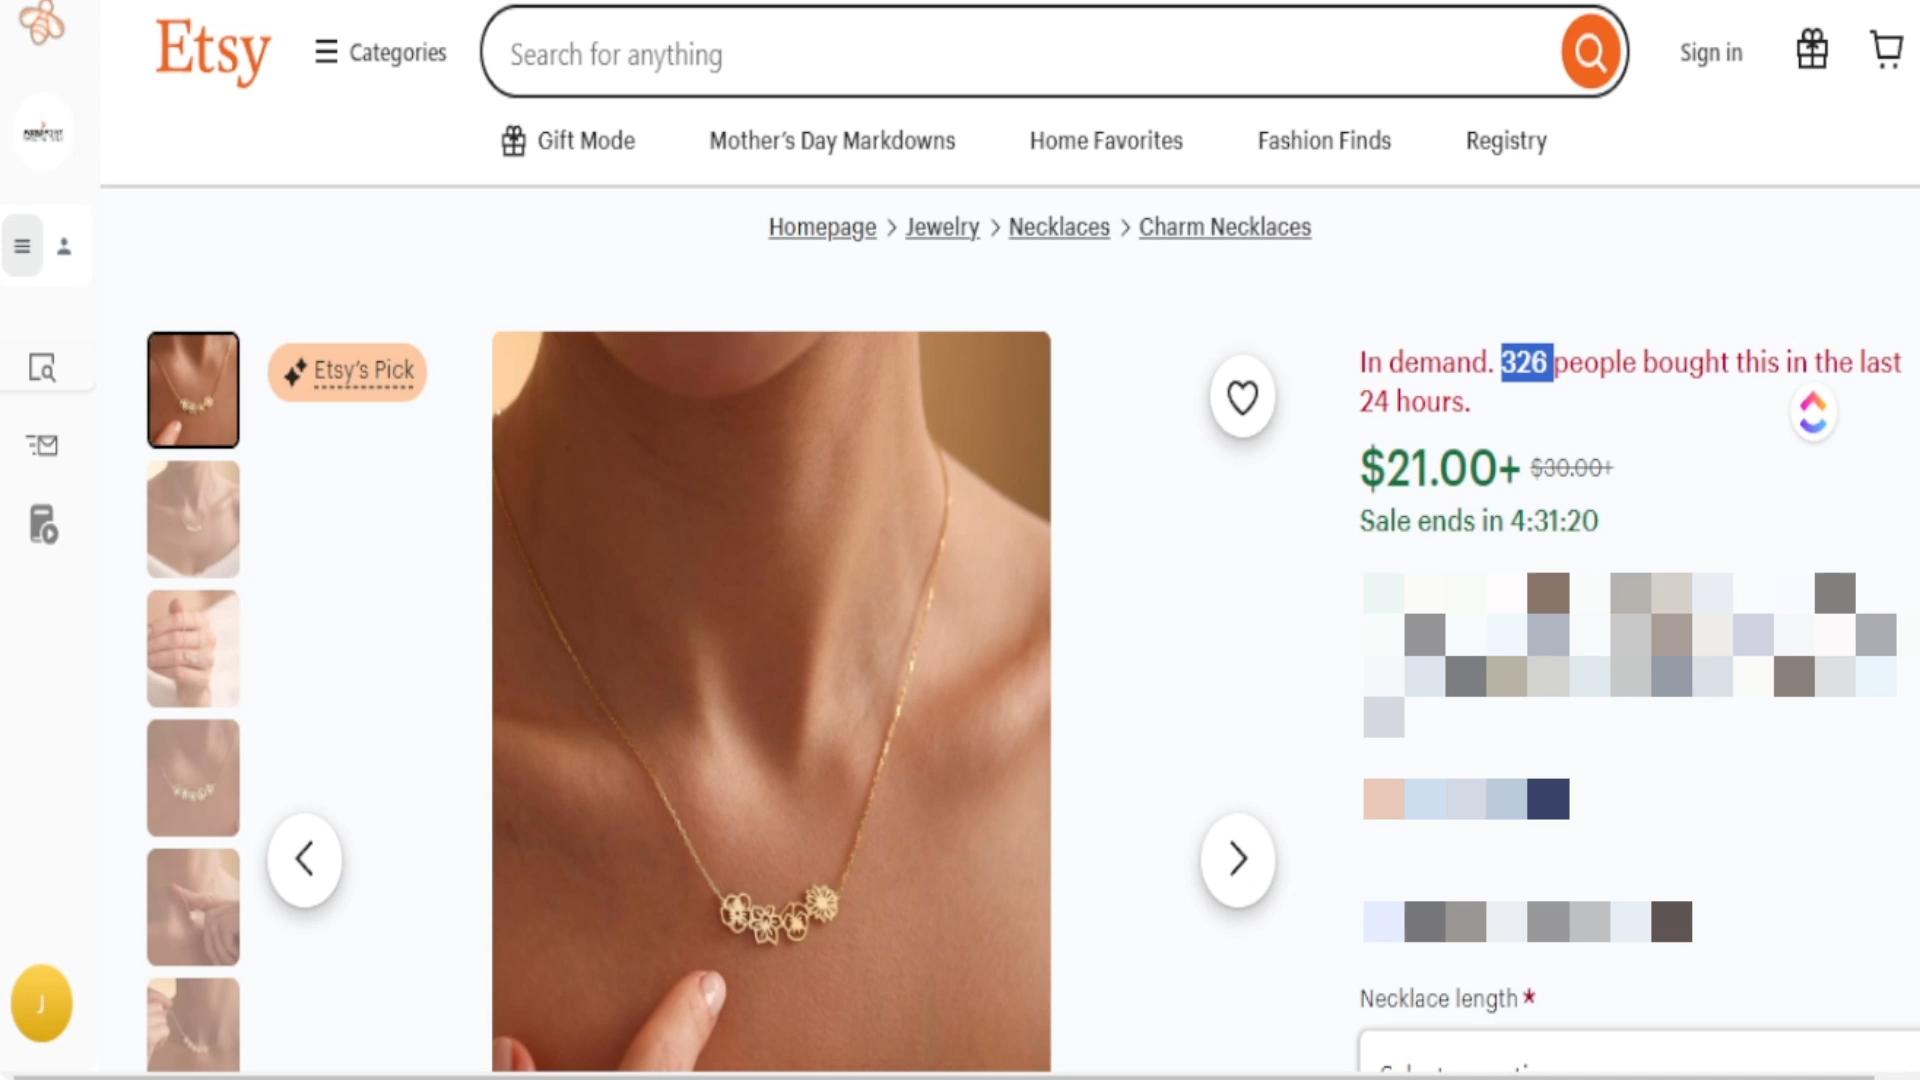 Etsy
Categories
Search for anything
Sign in
Gift Mode
Mother's Day Markdowns
Home Favorites
Fashion Finds
Registry
Homepage > Jewelry > Necklaces > Charm Necklaces
Etsy's Pick
In demand. 326 people bought this in the last
24 hours.
$21.00+ $30.00+
Sale ends in 4:31:20
Necklace length *
J